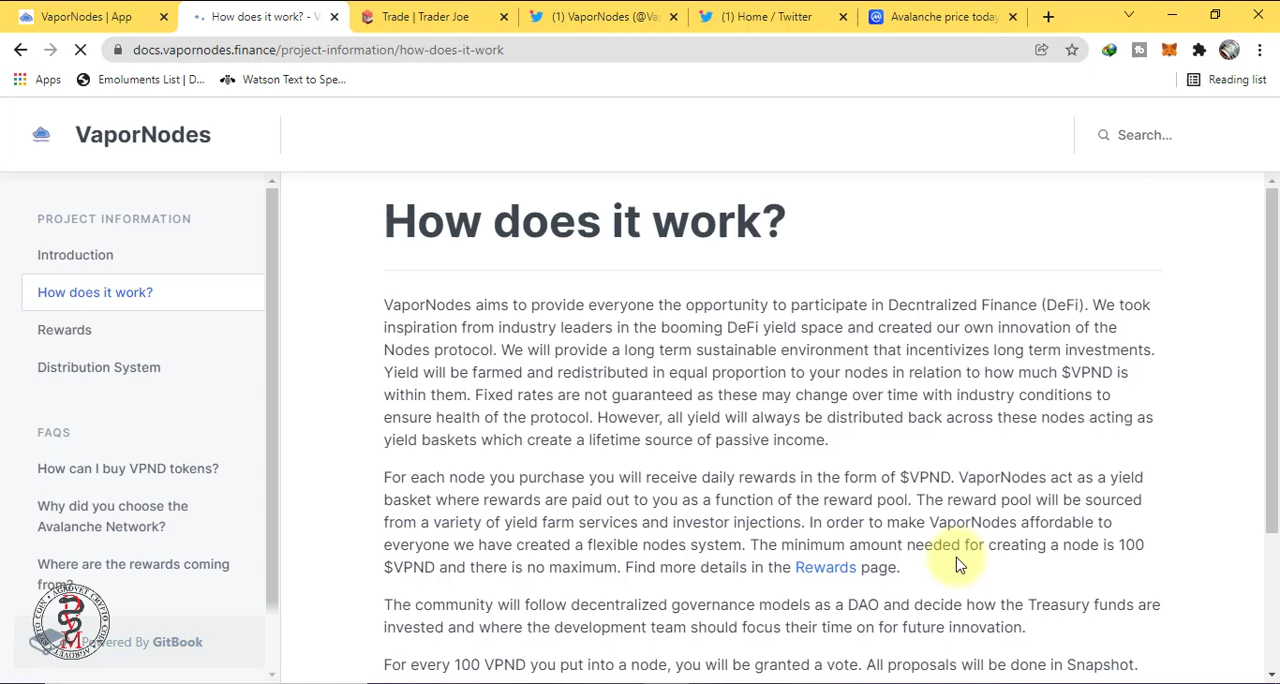 VaporNodes | App
How does it work? - V
Trade | Trader Joe
(1) VaporNodes (@Va
(1) Home / Twitter
Avalanche price today
docs.vapornodes.finance/project-information/how-does-it-work
Apps
Emoluments List | D...
Watson Text to Spe...
Reading list
VaporNodes
Search...
PROJECT INFORMATION
Introduction
How does it work?
Rewards
Distribution System
FAQS
How can I buy VPND tokens?
Why did you choose the
Avalanche Network?
Where are the rewards coming
from?
Powered By GitBook
How does it work?
VaporNodes aims to provide everyone the opportunity to participate in Decntralized Finance (DeFi). We took
inspiration from industry leaders in the booming DeFi yield space and created our own innovation of the
Nodes protocol. We will provide a long term sustainable environment that incentivizes long term investments.
Yield will be farmed and redistributed in equal proportion to your nodes in relation to how much $VPND is
within them. Fixed rates are not guaranteed as these may change over time with industry conditions to
ensure health of the protocol. However, all yield will always be distributed back across these nodes acting as
yield baskets which create a lifetime source of passive income.
For each node you purchase you will receive daily rewards in the form of $VPND. VaporNodes act as a yield
basket where rewards are paid out to you as a function of the reward pool. The reward pool will be sourced
from a variety of yield farm services and investor injections. In order to make VaporNodes affordable to
everyone we have created a flexible nodes system. The minimum amount needed for creating a node is 100
$VPND and there is no maximum. Find more details in the Rewards page.
The community will follow decentralized governance models as a DAO and decide how the Treasury funds are
invested and where the development team should focus their time on for future innovation.
For every 100 VPND you put into a node, you will be granted a vote. All proposals will be done in Snapshot.